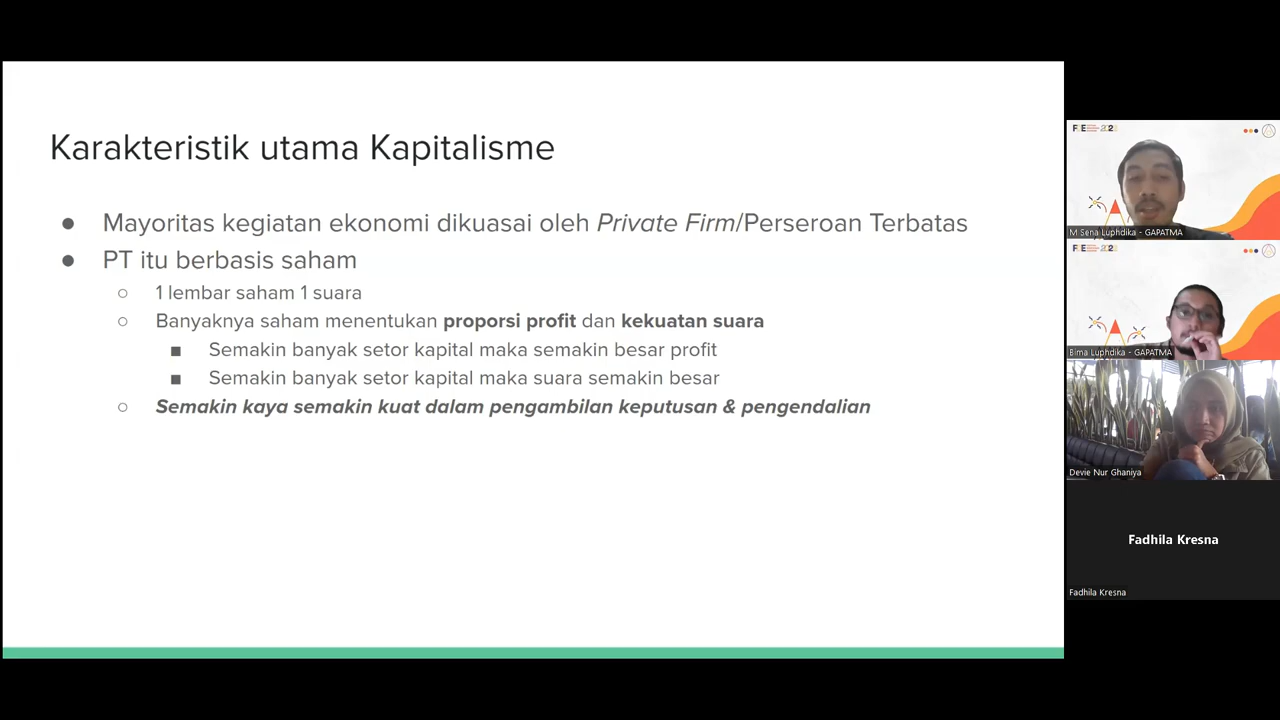 Karakteristik utama Kapitalisme
● Mayoritas kegiatan ekonomi dikuasai oleh Private Firm/Perseroan Terbatas
● PT itu berbasis saham
○ 1 lembar saham 1 suara
○ Banyaknya saham menentukan proporsi profit dan kekuatan suara
■ Semakin banyak setor kapital maka semakin besar profit
■ Semakin banyak setor kapital maka suara semakin besar
○ Semakin kaya semakin kuat dalam pengambilan keputusan & pengendalian
M Sena Luphdika - GAPATMA
Bima Luphdika - GAPATMA
Devie Nur Ghaniya
Fadhila Kresna
Fadhila Kresna